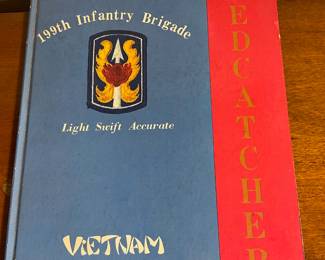 199th Infantry Brigade
Light Swift Accurate
VIETNAM
EDCATCHER